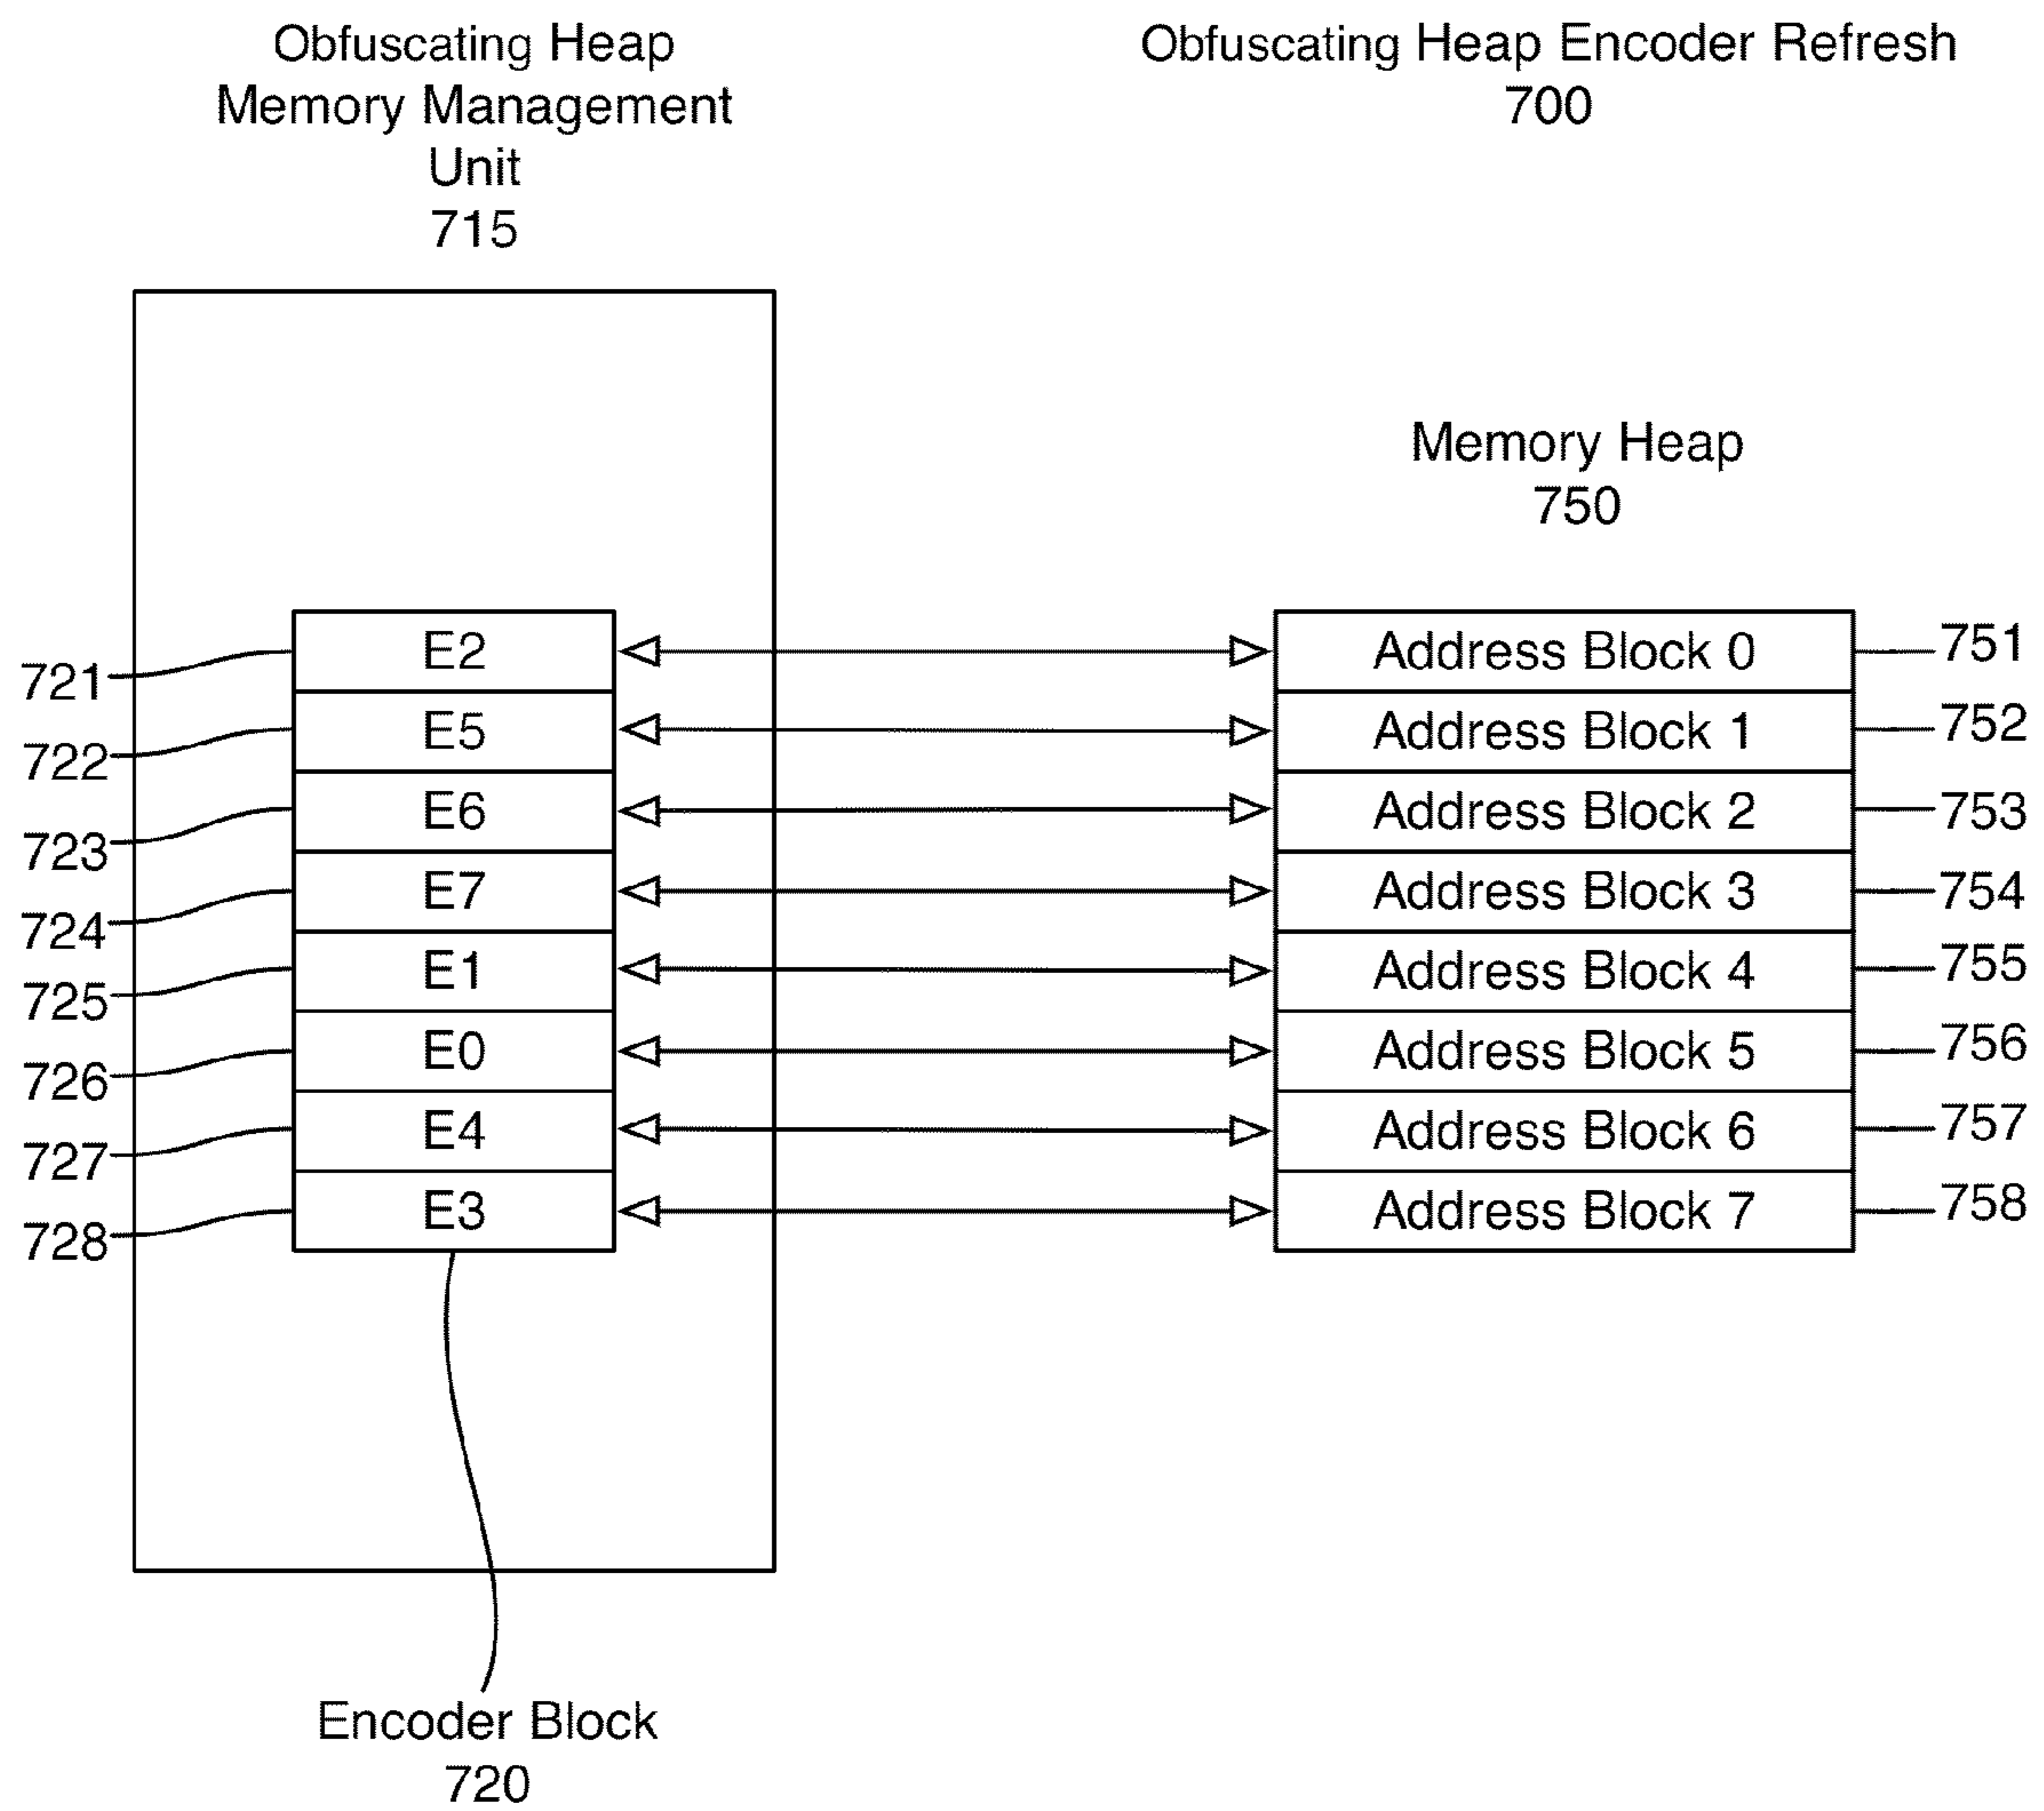 Obfuscating Heap
Memory Management
Unit
715
Obfuscating Heap Encoder Refresh
700
Memory Heap
750
721 E2 Address Block 0 751
722 E5 Address Block 1 752
723 E6 Address Block 2 753
724 E7 Address Block 3 754
725 E1 Address Block 4 755
726 E0 Address Block 5 756
727 E4 Address Block 6 757
728 E3 Address Block 7 758
Encoder Block
720